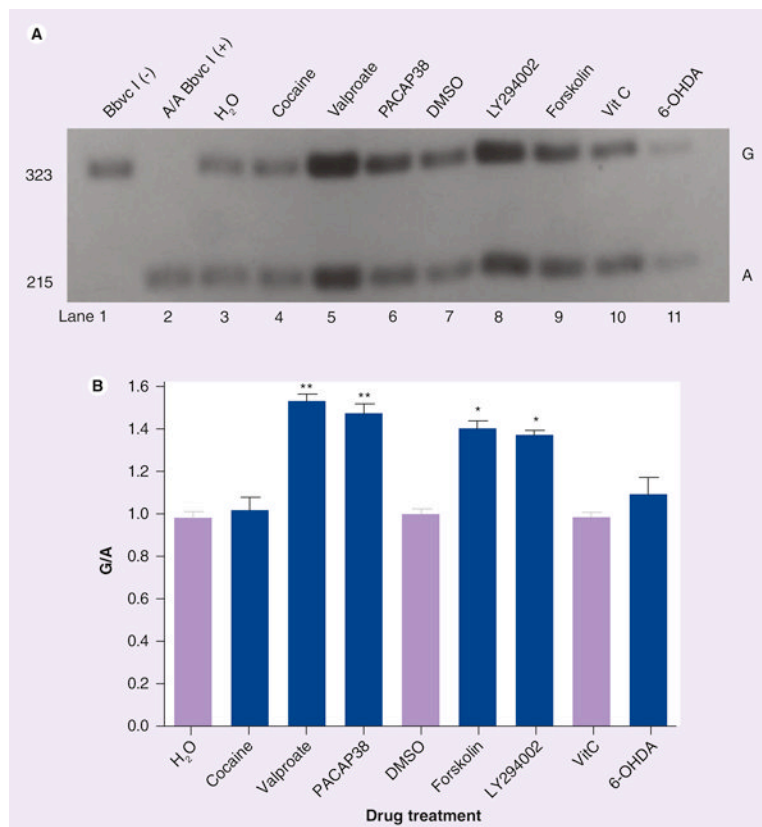 A
Bbvc I (-)
A/A Bbvc I (+)
H₂O
Cocaine
Valproate
PACAP38
DMSO
LY294002
Forskolin
Vit C
6-OHDA
323
G
215
A
Lane 1 2 3 4 5 6 7 8 9 10 11
B
1.6
1.4
1.2
1.0
0.8
0.6
0.4
0.2
0.0
G/A
** ** * *
H₂O
Cocaine
Valproate
PACAP38
DMSO
Forskolin
LY294002
VitC
6-OHDA
Drug treatment